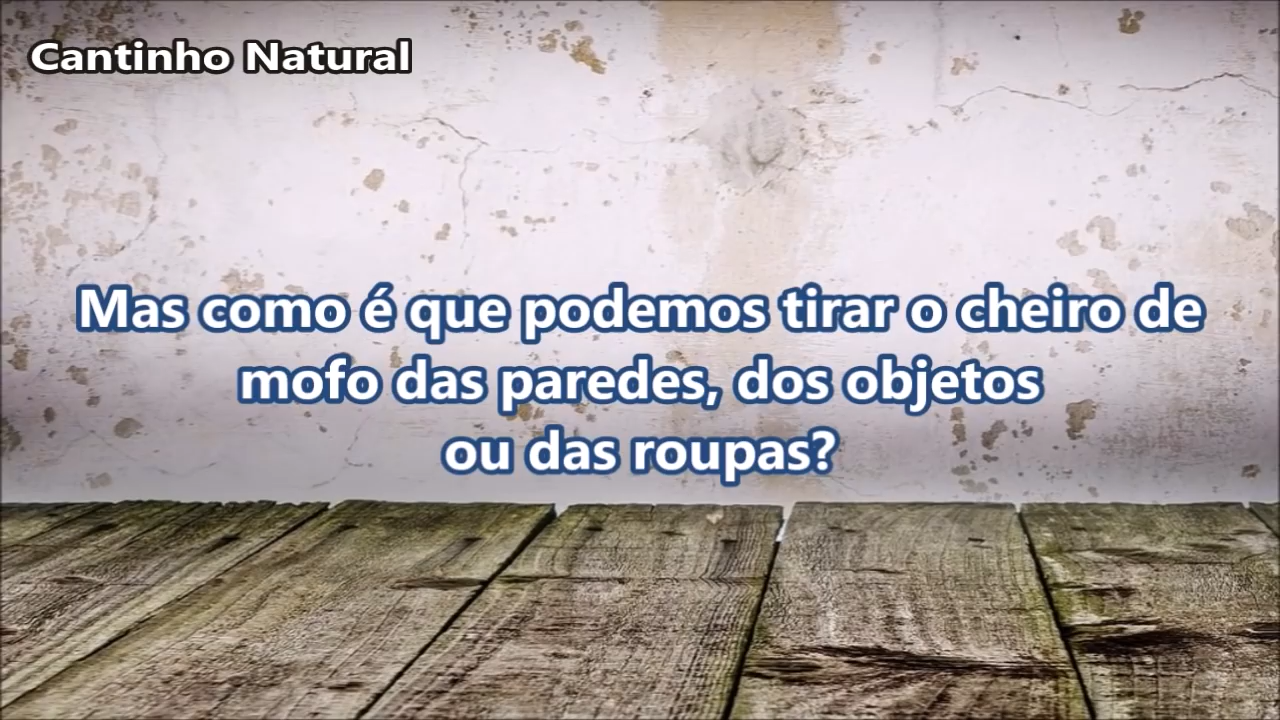 Cantinho Natural
Mas como é que podemos tirar o cheiro de
mofo das paredes, dos objetos
ou das roupas?